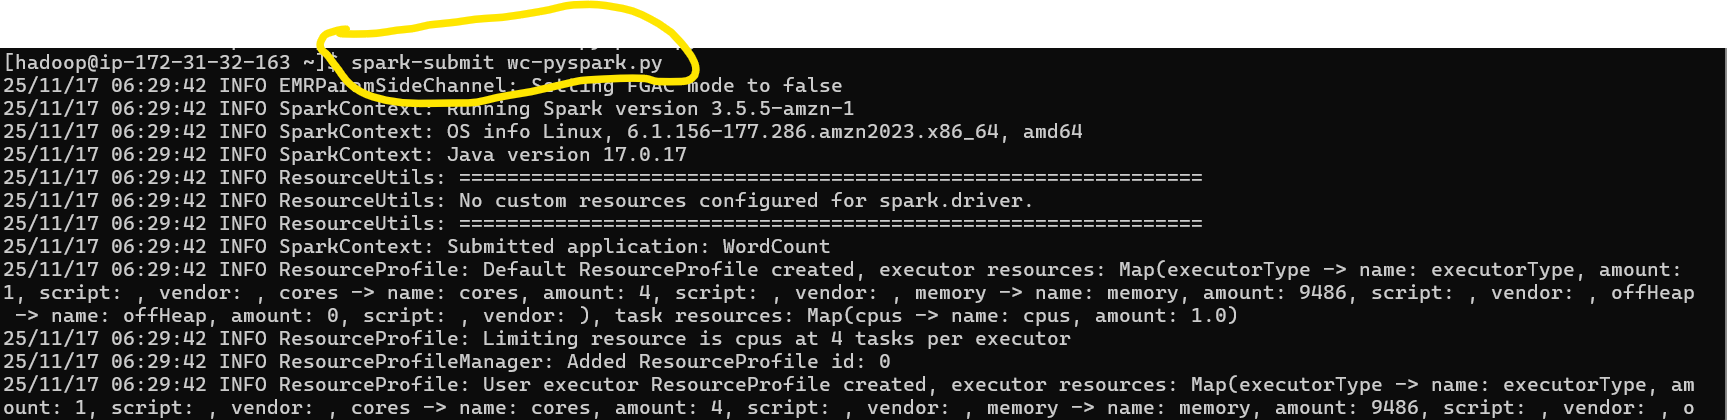 [hadoop@ip-172-31-32-163 ~]$ spark-submit wc-pyspark.py
25/11/17 06:29:42 INFO EMRParamSideChannel: Setting FGAC mode to false
25/11/17 06:29:42 INFO SparkContext: Running Spark version 3.5.5-amzn-1
25/11/17 06:29:42 INFO SparkContext: OS info Linux, 6.1.156-177.286.amzn2023.x86_64, amd64
25/11/17 06:29:42 INFO SparkContext: Java version 17.0.17
25/11/17 06:29:42 INFO ResourceUtils: ==============================================================
25/11/17 06:29:42 INFO ResourceUtils: No custom resources configured for spark.driver.
25/11/17 06:29:42 INFO ResourceUtils: ==============================================================
25/11/17 06:29:42 INFO SparkContext: Submitted application: WordCount
25/11/17 06:29:42 INFO ResourceProfile: Default ResourceProfile created, executor resources: Map(executorType -> name: executorType, amount:
1, script: , vendor: , cores -> name: cores, amount: 4, script: , vendor: , memory -> name: memory, amount: 9486, script: , vendor: , offHeap
-> name: offHeap, amount: 0, script: , vendor: ), task resources: Map(cpus -> name: cpus, amount: 1.0)
25/11/17 06:29:42 INFO ResourceProfile: Limiting resource is cpus at 4 tasks per executor
25/11/17 06:29:42 INFO ResourceProfileManager: Added ResourceProfile id: 0
25/11/17 06:29:42 INFO ResourceProfile: User executor ResourceProfile created, executor resources: Map(executorType -> name: executorType, am
ount: 1, script: , vendor: , cores -> name: cores, amount: 4, script: , vendor: , memory -> name: memory, amount: 9486, script: , vendor: , o